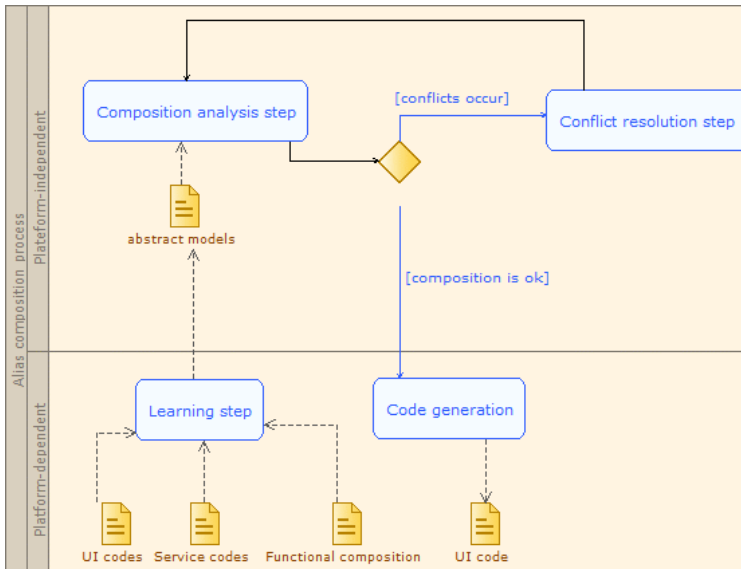 Alias composition process
Plateform-independent
Composition analysis step
[conflicts occur]
Conflict resolution step
abstract models
[composition is ok]
Platform-dependent
Learning step
Code generation
UI codes
Service codes
Functional composition
UI code